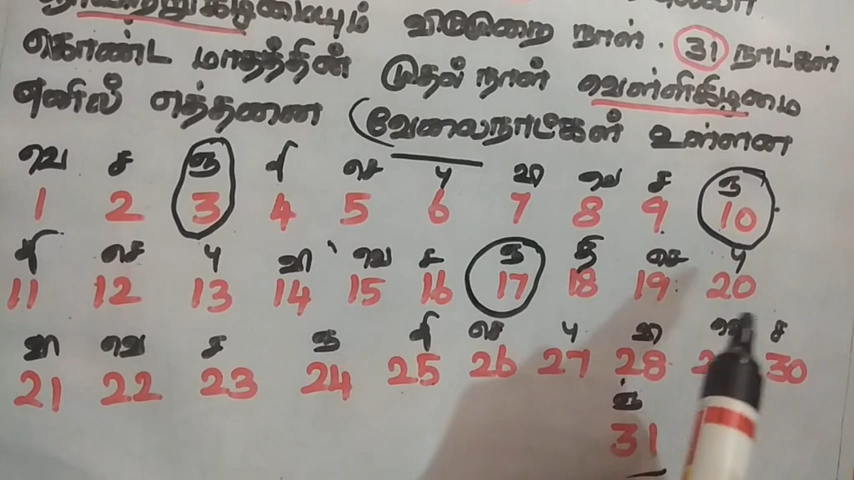 ஞாயிற்றுகிழமையும் விடுமுறை நாள். 31 நாட்கள்
கொண்ட மாதத்தின் முதல் நாள் வெள்ளிகிழமை
எனில் எத்தனை (வேலைநாட்கள் உள்ளன
வெ ச ஞ தி செ பு வி வெ ச ஞ
1 2 3 4 5 6 7 8 9 10
தி செ பு வி வெ ச ஞ தி செ பு
11 12 13 14 15 16 17 18 19 20
வி வெ ச ஞ தி செ பு வி வெ ச
21 22 23 24 25 26 27 28 30
ஞ
31